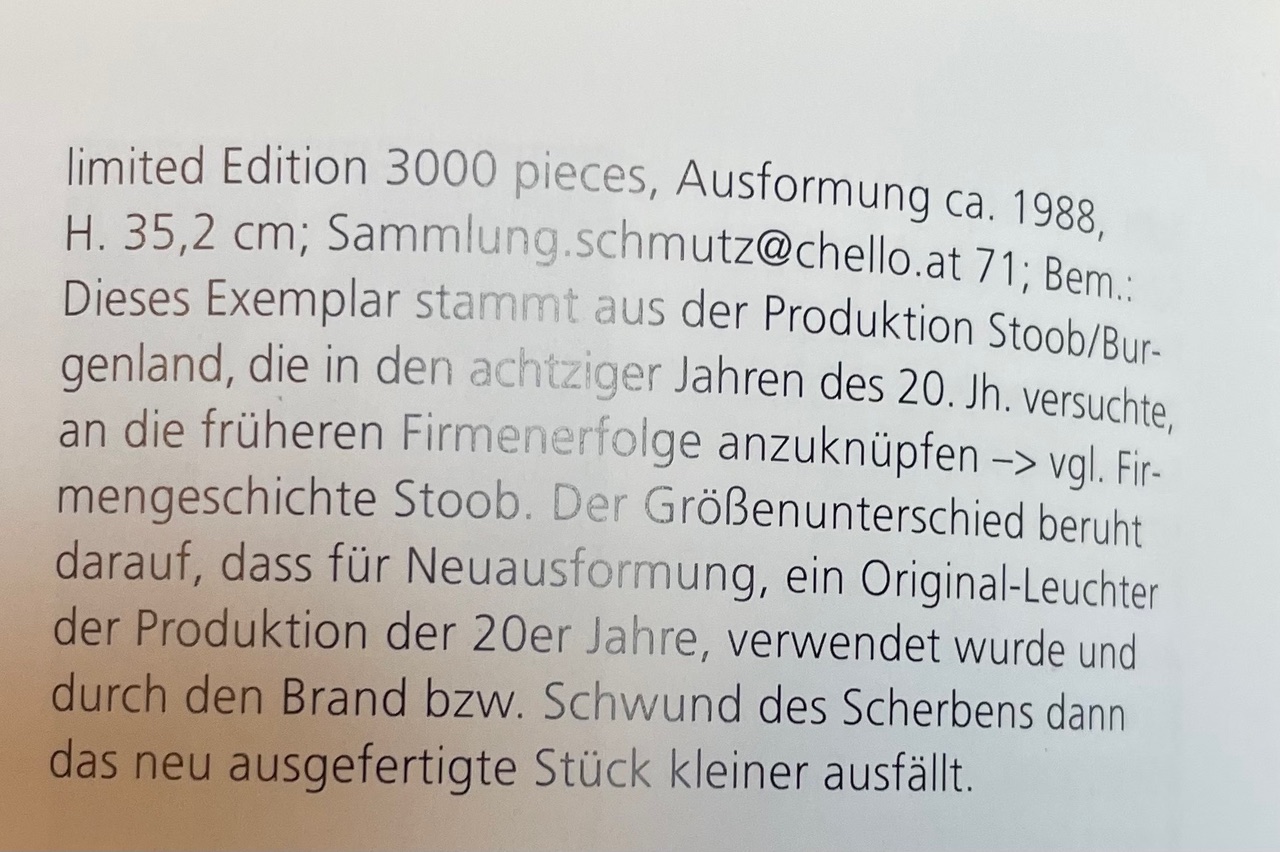 limited Edition 3000 pieces, Ausformung ca. 1988,
H. 35,2 cm; Sammlung.schmutz@chello.at 71; Bem.:
Dieses Exemplar stammt aus der Produktion Stoob/Bur-
genland, die in den achtziger Jahren des 20. Jh. versuchte,
an die früheren Firmenerfolge anzuknüpfen –> vgl. Fir-
mengeschichte Stoob. Der Größenunterschied beruht
darauf, dass für Neuausformung, ein Original-Leuchter
der Produktion der 20er Jahre, verwendet wurde und
durch den Brand bzw. Schwund des Scherbens dann
das neu ausgefertigte Stück kleiner ausfällt.